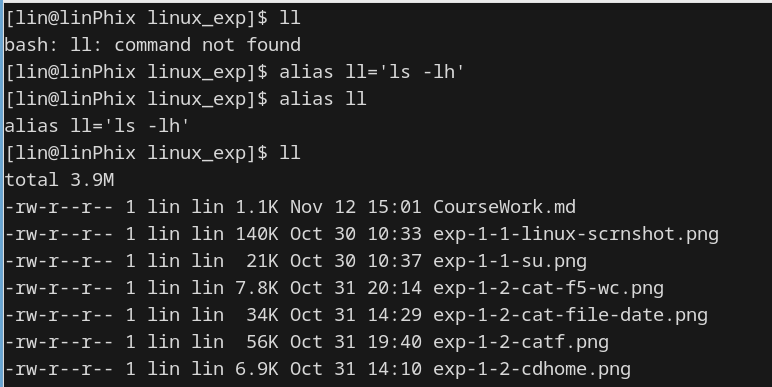 [lin@linPhix linux_exp]$ ll
bash: ll: command not found
[lin@linPhix linux_exp]$ alias ll='ls -lh'
[lin@linPhix linux_exp]$ alias ll
alias ll='ls -lh'
[lin@linPhix linux_exp]$ ll
total 3.9M
-rw-r--r-- 1 lin lin 1.1K Nov 12 15:01 CourseWork.md
-rw-r--r-- 1 lin lin 140K Oct 30 10:33 exp-1-1-linux-scrnshot.png
-rw-r--r-- 1 lin lin  21K Oct 30 10:37 exp-1-1-su.png
-rw-r--r-- 1 lin lin 7.8K Oct 31 20:14 exp-1-2-cat-f5-wc.png
-rw-r--r-- 1 lin lin  34K Oct 31 14:29 exp-1-2-cat-file-date.png
-rw-r--r-- 1 lin lin  56K Oct 31 19:40 exp-1-2-catf.png
-rw-r--r-- 1 lin lin 6.9K Oct 31 14:10 exp-1-2-cdhome.png